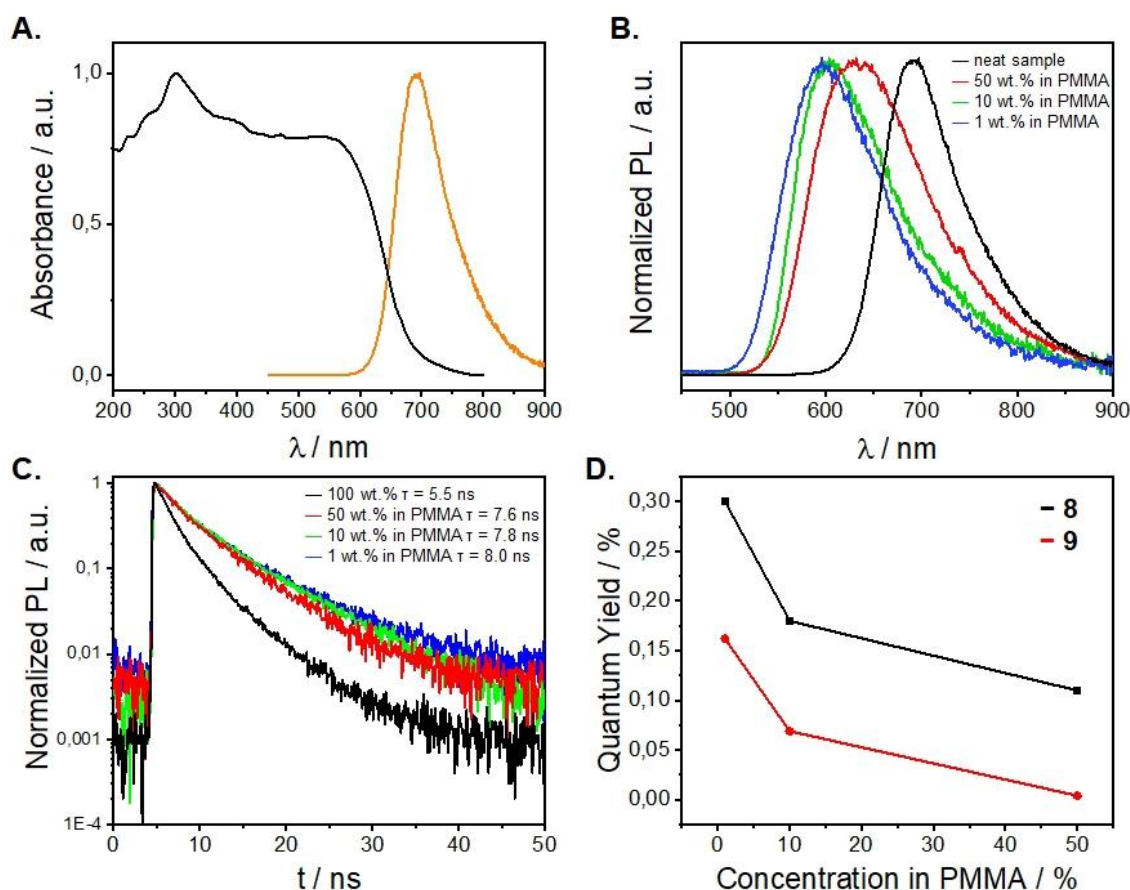 A.
1,0
0,5
0,0
Absorbance / a.u.
200 300 400 500 600 700 800 900
λ / nm
B.
neat sample
50 wt.% in PMMA
10 wt.% in PMMA
1 wt.% in PMMA
Normalized PL / a.u.
500 600 700 800 900
λ / nm
C.
100 wt.% τ = 5.5 ns
50 wt.% in PMMA τ = 7.6 ns
10 wt.% in PMMA τ = 7.8 ns
1 wt.% in PMMA τ = 8.0 ns
1
0.1
0,01
0,001
1E-4
Normalized PL / a.u.
0 10 20 30 40 50
t / ns
D.
8
9
0,30
0,25
0,20
0,15
0,10
0,05
0,00
Quantum Yield / %
0 10 20 30 40 50
Concentration in PMMA / %